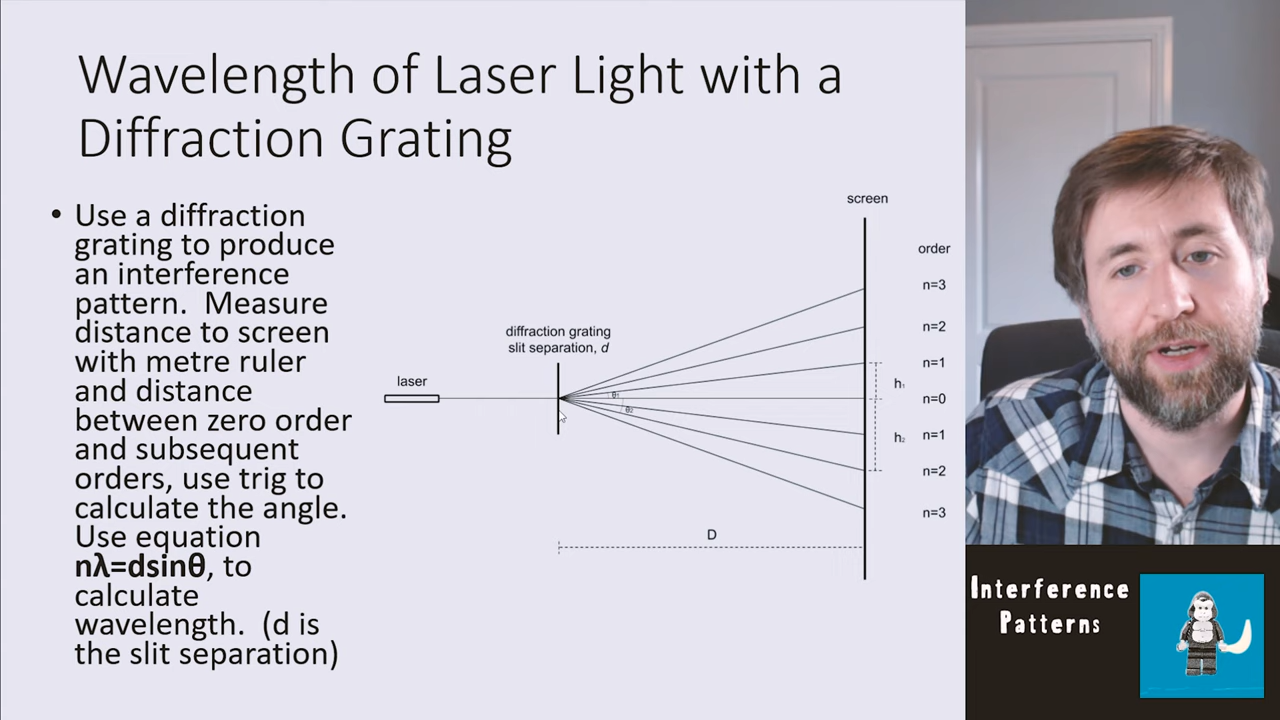 Wavelength of Laser Light with a
Diffraction Grating
• Use a diffraction
grating to produce
an interference
pattern.  Measure
distance to screen
with metre ruler
and distance
between zero order
and subsequent
orders, use trig to
calculate the angle.
Use equation
nλ=dsinθ, to
calculate
wavelength.  (d is
the slit separation)
screen
order
n=3
n=2
diffraction grating
slit separation, d
n=1
laser
h₁
θ₁
n=0
θ₂
h₂
n=1
n=2
n=3
D
Interference
Patterns